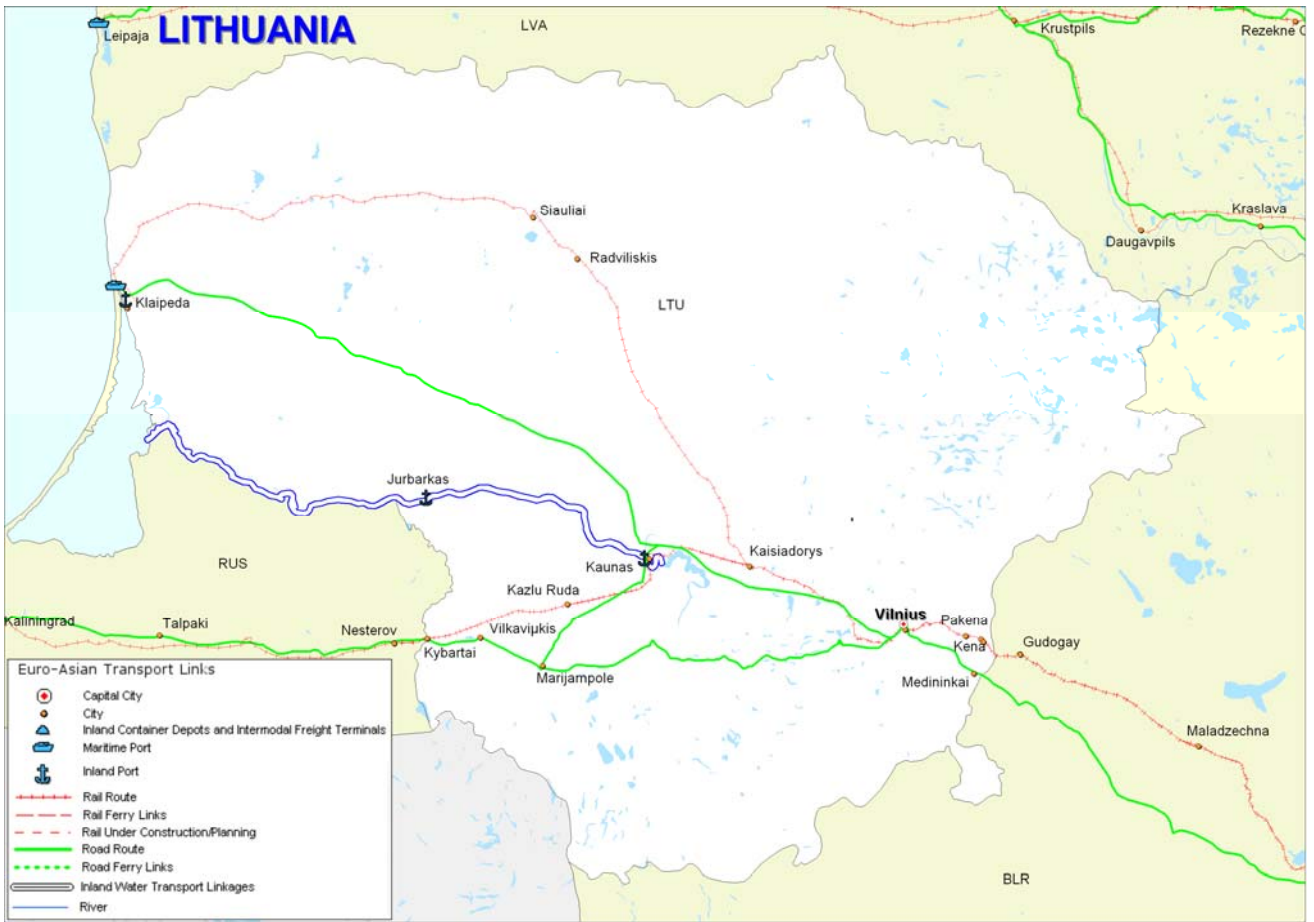 LITHUANIA
LVA
Leipaja
Krustpils
Rezekne
Siauliai
Kraslava
Daugavpils
Radviliskis
Klaipeda
LTU
Jurbarkas
RUS
Kaunas
Kaisiadorys
Kazlu Ruda
Vilnius
Kaliningrad
Talpaki
Nesterov
Vilkaviµkis
Pakena
Kybartai
Kena
Gudogay
Marijampole
Medininkai
Maladzechna
BLR
Euro-Asian Transport Links
Capital City
City
Inland Container Depots and Intermodal Freight Terminals
Maritime Port
Inland Port
Rail Route
Rail Ferry Links
Rail Under Construction/Planning
Road Route
Road Ferry Links
Inland Water Transport Linkages
River